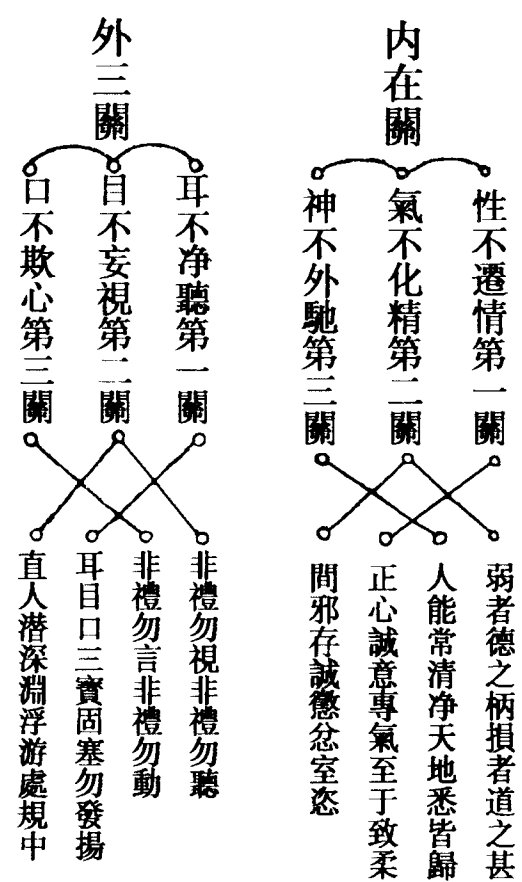 内在關
性不遷情第一關
氣不化精第二關
神不外馳第三關
弱者德之柄損者道之甚
人能常清净天地悉皆歸
正心誠意專氣至于致柔
間邪存誠懲忿室恣
外三關
耳不净聽第一關
目不妄視第二關
口不欺心第三關
非禮勿視非禮勿聽
非禮勿言非禮勿動
耳目口三寶固塞勿發揚
直人潜深淵浮游處規中